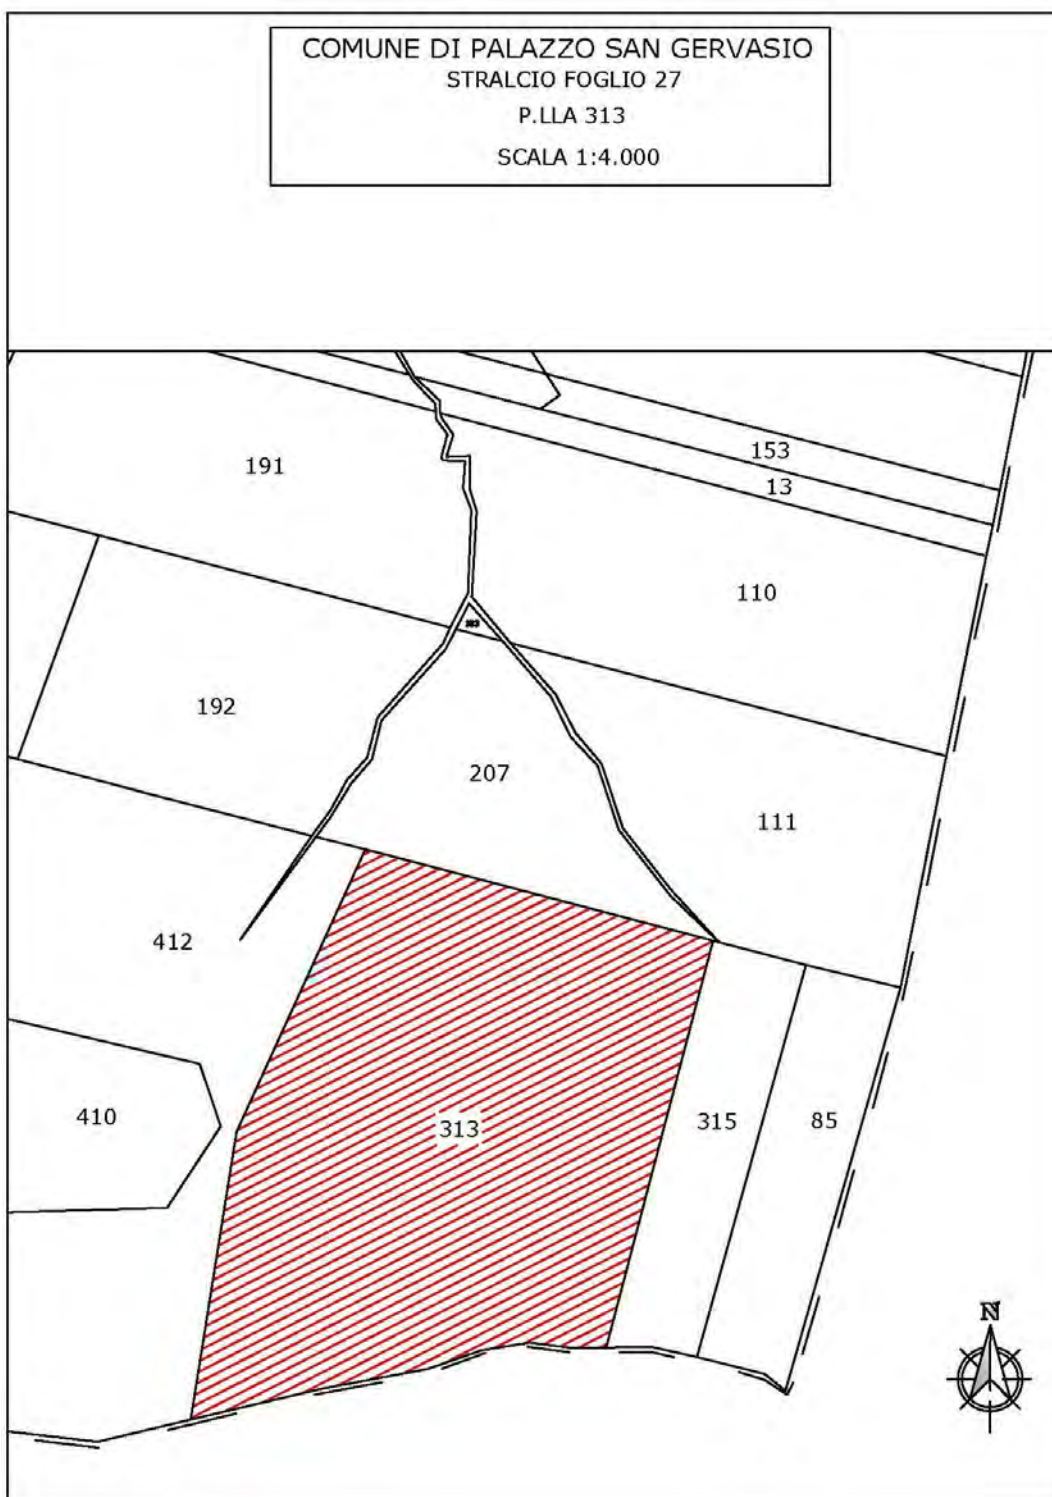 COMUNE DI PALAZZO SAN GERVASIO
STRALCIO FOGLIO 27
P.LLA 313
SCALA 1:4.000
153
191
13
110
192
207
111
412
410
313
315
85
N